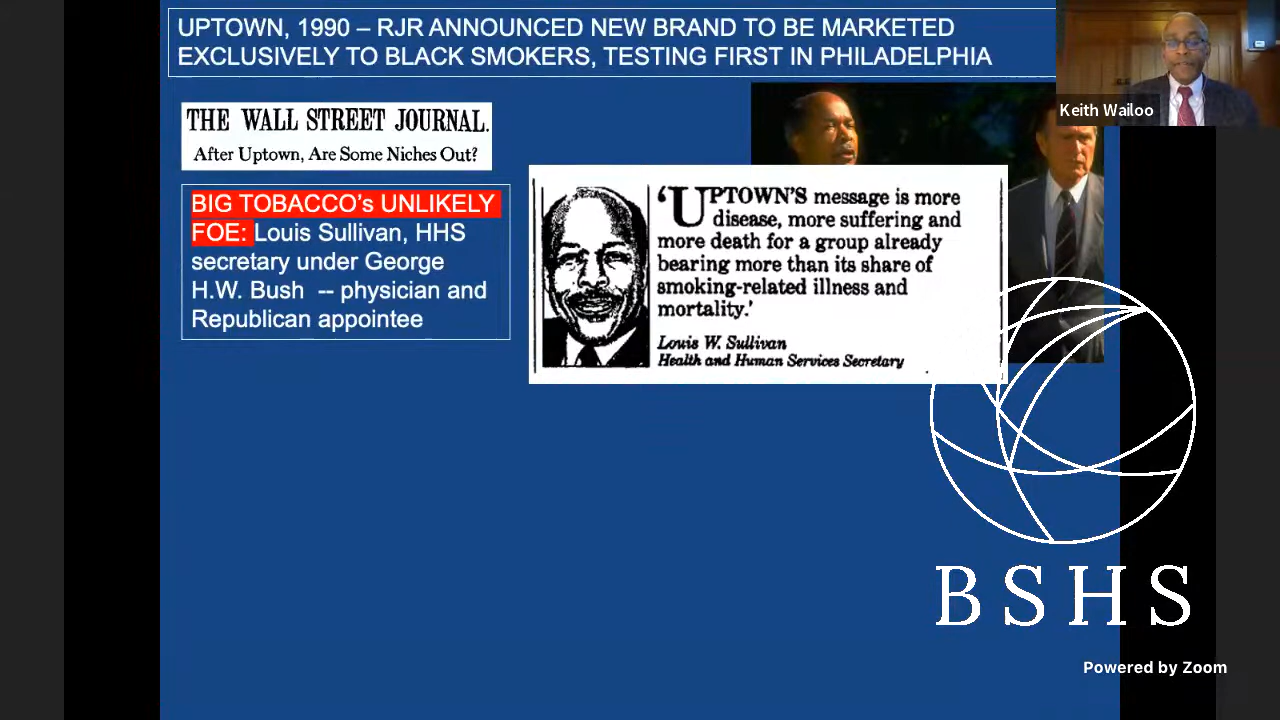 UPTOWN, 1990 – RJR ANNOUNCED NEW BRAND TO BE MARKETED
EXCLUSIVELY TO BLACK SMOKERS, TESTING FIRST IN PHILADELPHIA
Keith Wailoo
THE WALL STREET JOURNAL.
After Uptown, Are Some Niches Out?
BIG TOBACCO's UNLIKELY
FOE: Louis Sullivan, HHS
secretary under George
H.W. Bush -- physician and
Republican appointee
'UPTOWN'S message is more
disease, more suffering and
more death for a group already
bearing more than its share of
smoking-related illness and
mortality.'
Louis W. Sullivan
Health and Human Services Secretary
BSHS
Powered by Zoom